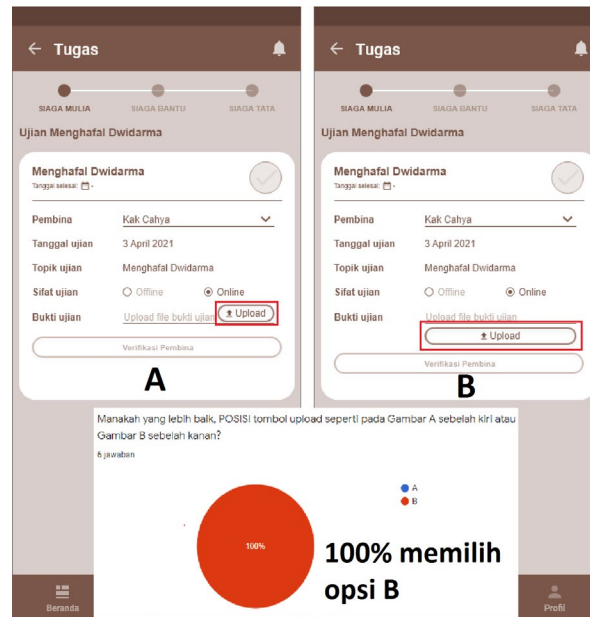 Tugas
SIAGA MULIA SIAGA BANTU SIAGA TATA
Ujian Menghafal Dwidarma
Menghafal Dwidarma
Tanggal selesai: -
Pembina Kak Cahya
Tanggal ujian 3 April 2021
Topik ujian Menghafal Dwidarma
Sifat ujian Offline Online
Bukti ujian Upload file bukti ujian Upload
Verifikasi Pembina
A
Tugas
SIAGA MULIA SIAGA BANTU SIAGA TATA
Ujian Menghafal Dwidarma
Menghafal Dwidarma
Tanggal selesai: -
Pembina Kak Cahya
Tanggal ujian 3 April 2021
Topik ujian Menghafal Dwidarma
Sifat ujian Offline Online
Bukti ujian Upload file bukti ujian
Upload
Verifikasi Pembina
B
Manakah yang lebih baik, POSISI tombol upload seperti pada Gambar A sebelah kiri atau
Gambar B sebelah kanan?
6 jawaban
A
B
100%
100% memilih
opsi B
Beranda
Profil